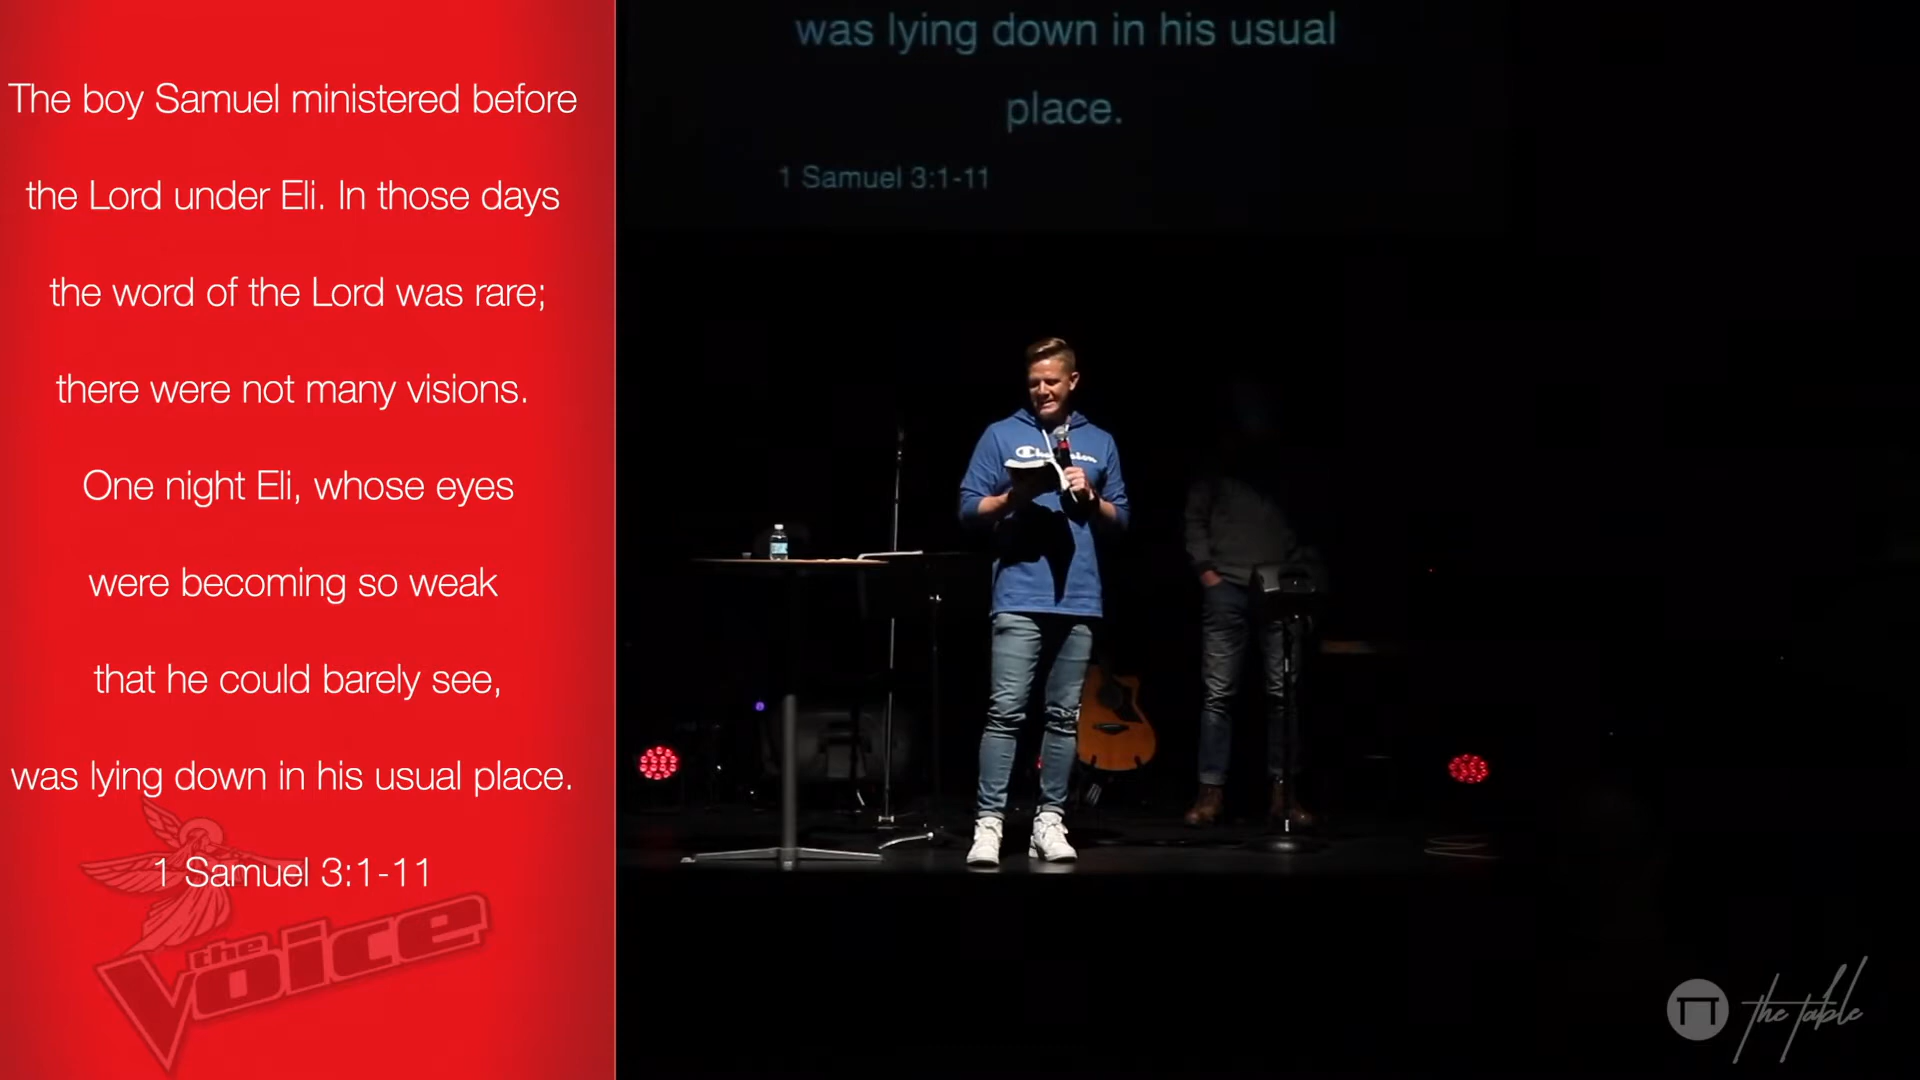 The boy Samuel ministered before
the Lord under Eli. In those days
the word of the Lord was rare;
there were not many visions.
One night Eli, whose eyes
were becoming so weak
that he could barely see,
was lying down in his usual place.
1 Samuel 3:1-11
the
Voice
was lying down in his usual
place.
1 Samuel 3:1-11
Champion
the table